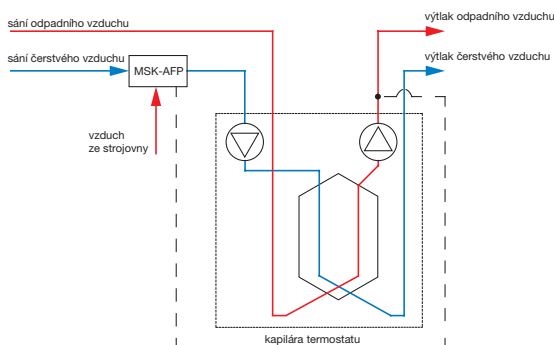 sání odpadního vzduchu
výtlak odpadního vzduchu
sání čerstvého vzduchu
výtlak čerstvého vzduchu
MSK-AFP
vzduch
ze strojovny
kapilára termostatu